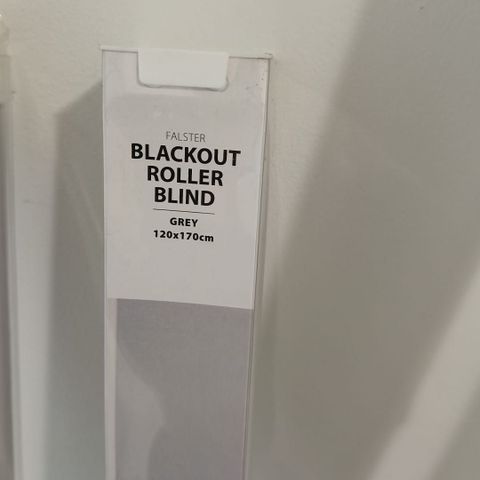 FALSTER
BLACKOUT
ROLLER
BLIND
GREY
120x170cm